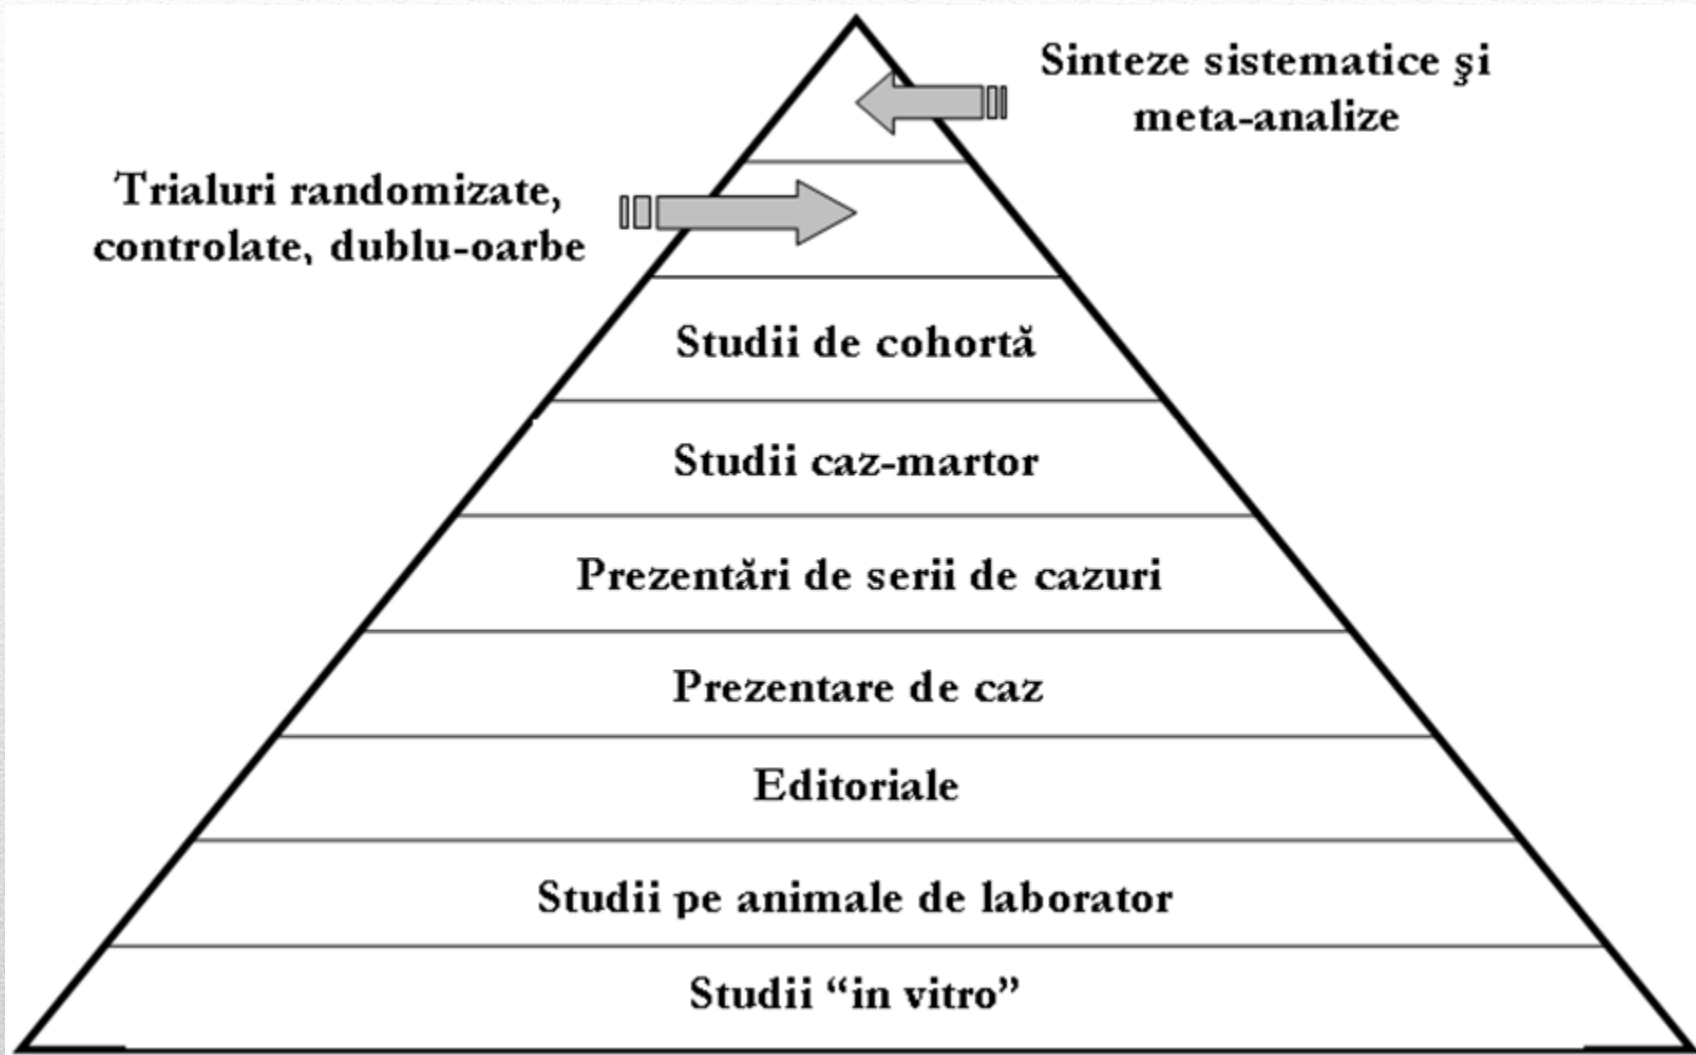 Sinteze sistematice şi
meta-analize
Trialuri randomizate,
controlate, dublu-oarbe
Studii de cohortă
Studii caz-martor
Prezentări de serii de cazuri
Prezentare de caz
Editoriale
Studii pe animale de laborator
Studii “in vitro”